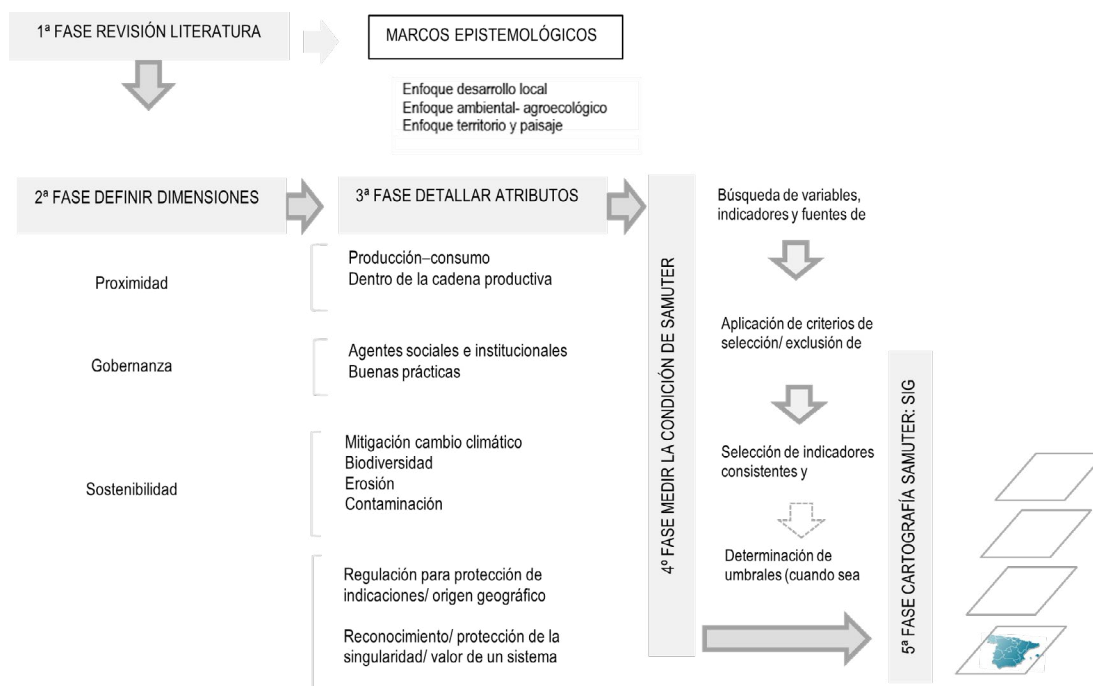 1ª FASE REVISIÓN LITERATURA
MARCOS EPISTEMOLÓGICOS
Enfoque desarrollo local
Enfoque ambiental- agroecológico
Enfoque territorio y paisaje
2ª FASE DEFINIR DIMENSIONES
3ª FASE DETALLAR ATRIBUTOS
Proximidad
Producción–consumo
Dentro de la cadena productiva
Gobernanza
Agentes sociales e institucionales
Buenas prácticas
Sostenibilidad
Mitigación cambio climático
Biodiversidad
Erosión
Contaminación
Regulación para protección de
indicaciones/ origen geográfico
Reconocimiento/ protección de la
singularidad/ valor de un sistema
4º FASE MEDIR LA CONDICIÓN DE SAMUTER
Búsqueda de variables,
indicadores y fuentes de
Aplicación de criterios de
selección/ exclusión de
Selección de indicadores
consistentes y
Determinación de
umbrales (cuando sea
5ª FASE CARTOGRAFÍA SAMUTER: SIG